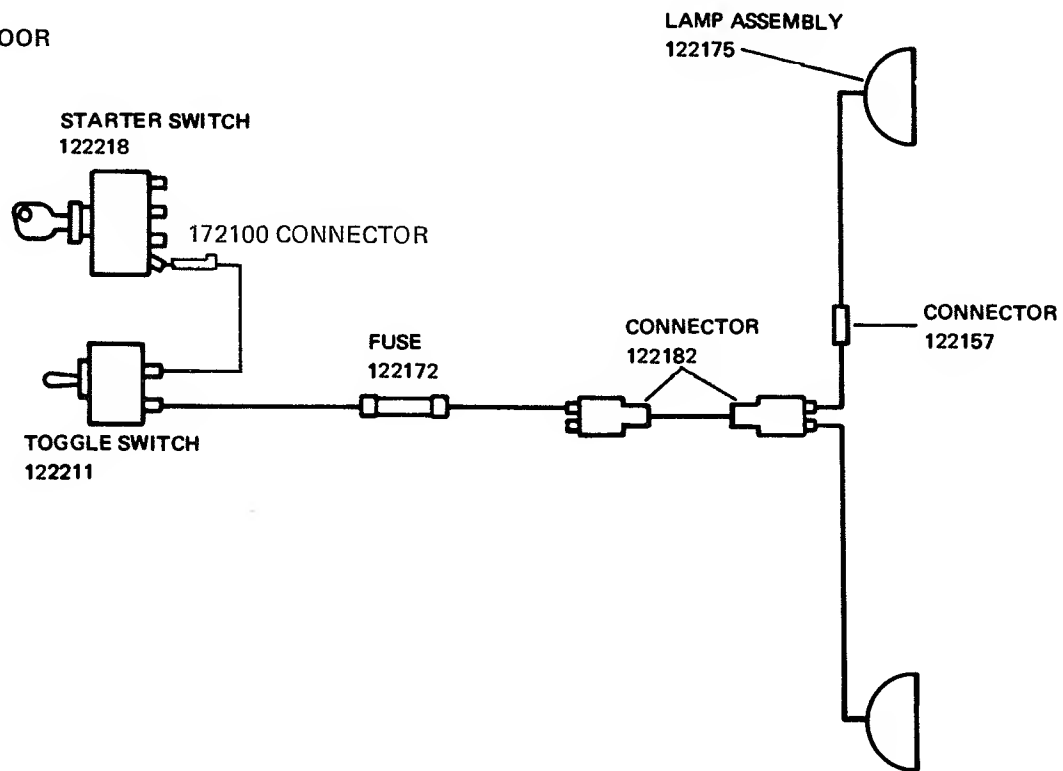 OOR
LAMP ASSEMBLY
122175
STARTER SWITCH
122218
172100 CONNECTOR
CONNECTOR
122157
FUSE
122172
CONNECTOR
122182
TOGGLE SWITCH
122211